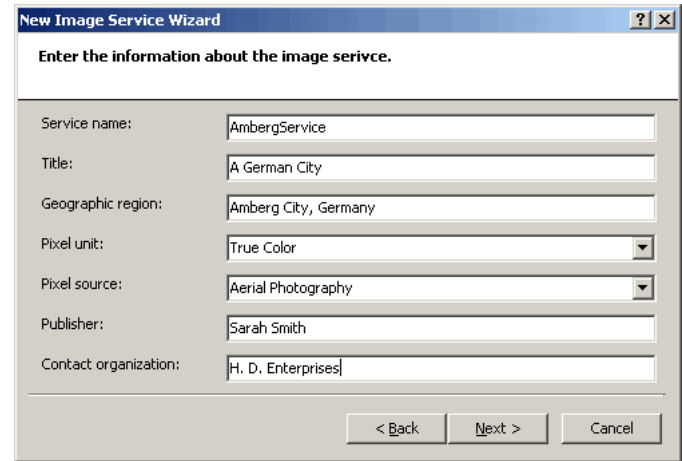 New Image Service Wizard
Enter the information about the image serivce.
Service name: AmbergService
Title: A German City
Geographic region: Amberg City, Germany
Pixel unit: True Color
Pixel source: Aerial Photography
Publisher: Sarah Smith
Contact organization: H. D. Enterprises
< Back Next > Cancel